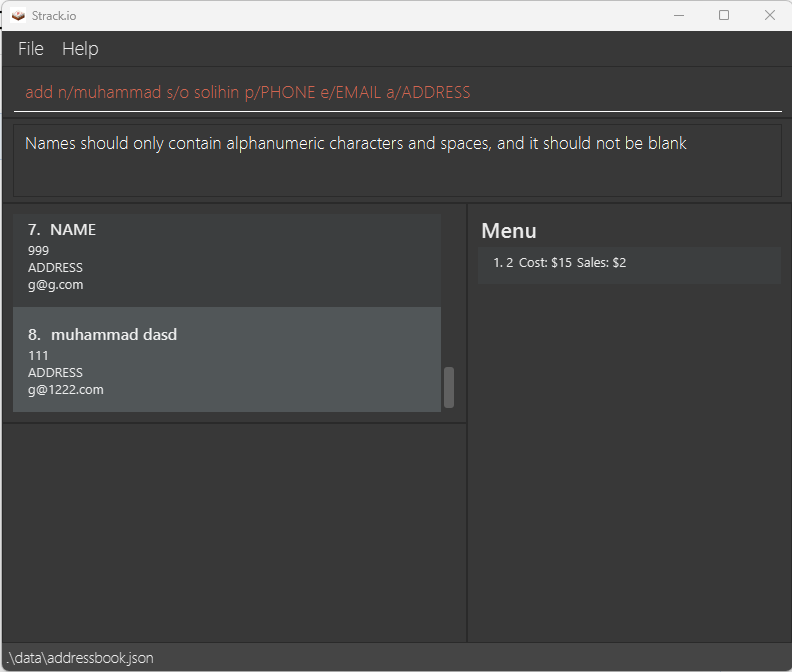 Strack.io
File Help
add n/muhammad s/o solihin p/PHONE e/EMAIL a/ADDRESS
Names should only contain alphanumeric characters and spaces, and it should not be blank
7. NAME
999
ADDRESS
g@g.com
8. muhammad dasd
111
ADDRESS
g@1222.com
Menu
1. 2 Cost: $15 Sales: $2
.\data\addressbook.json